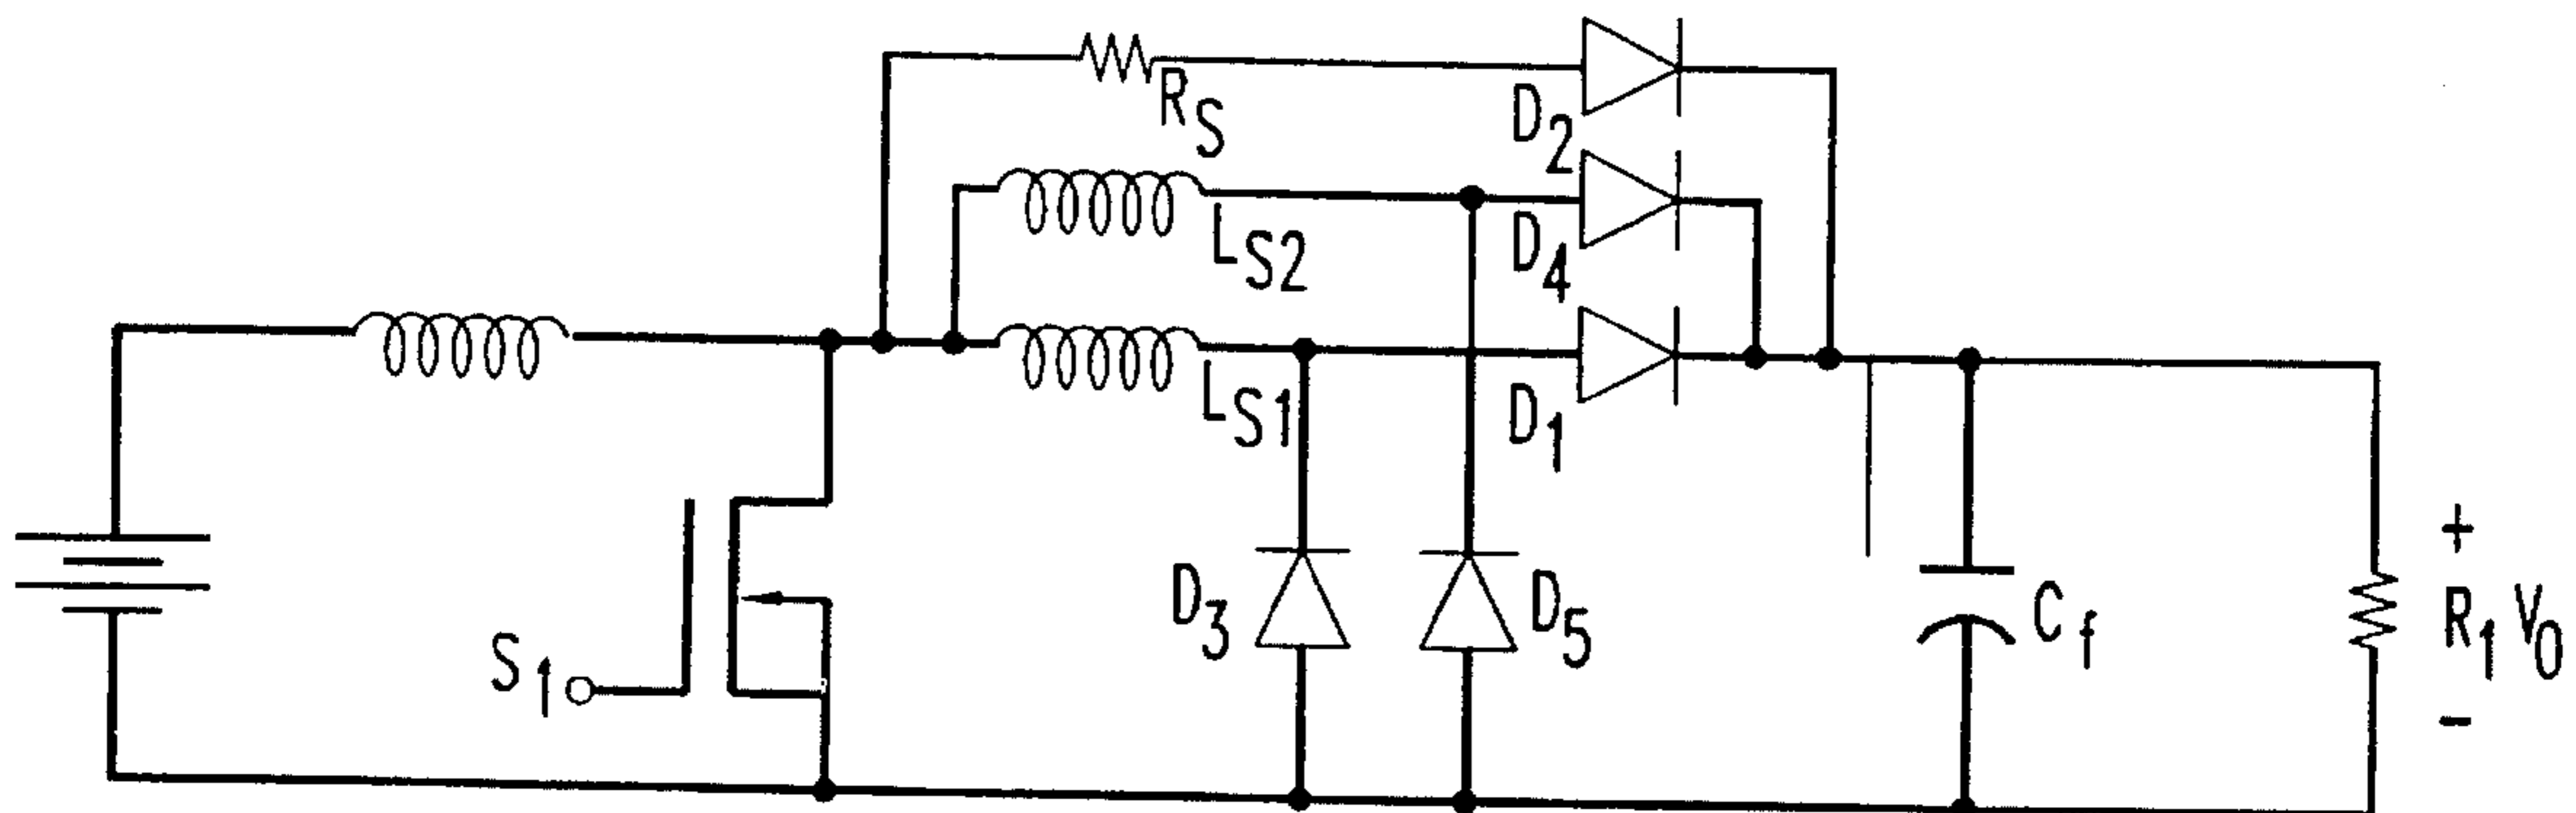 R_S
D_2
L_S2
D_4
L_S1
D_1
D_3
D_5
S_1
C_f
+
R_1 V_0
-